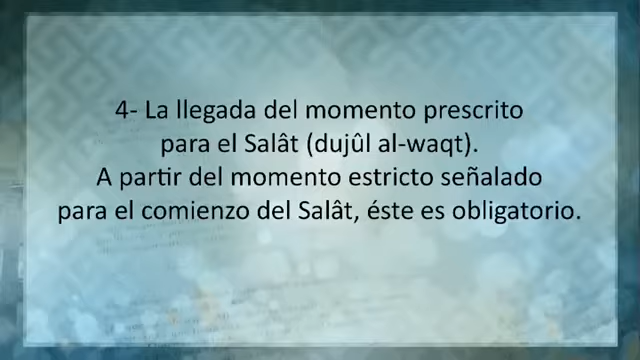 4- La llegada del momento prescrito
para el Salât (dujûl al-waqt).
A partir del momento estricto señalado
para el comienzo del Salât, éste es obligatorio.